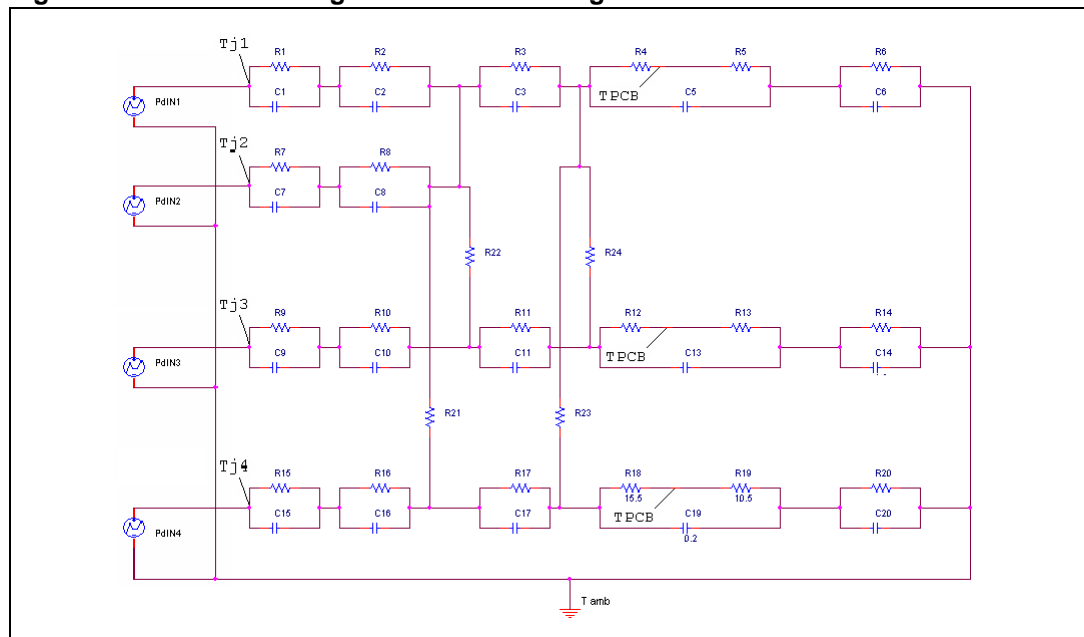 Tj1
R1 R2 R3 R4 R5 R6
PdIN1
C1 C2 C3 TPCB C5 C6
Tj2
R7 R8
PdIN2
C7 C8
R22 R24
Tj3
R9 R10 R11 R12 R13 R14
PdIN3
C9 C10 C11 TPCB C13 C14
R21 R23
Tj4
R15 R16 R17 R18 R19 R20
15.5 10.5
PdIN4
C15 C16 C17 TPCB C19 C20
0.2
Tamb